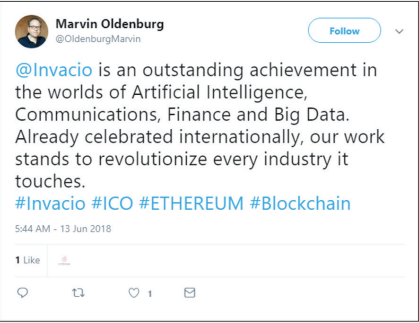 Marvin Oldenburg
@OldenburgMarvin
Follow
@Invacio is an outstanding achievement in
the worlds of Artificial Intelligence,
Communications, Finance and Big Data.
Already celebrated internationally, our work
stands to revolutionize every industry it
touches.
#Invacio #ICO #ETHEREUM #Blockchain
5:44 AM - 13 Jun 2018
1 Like
1